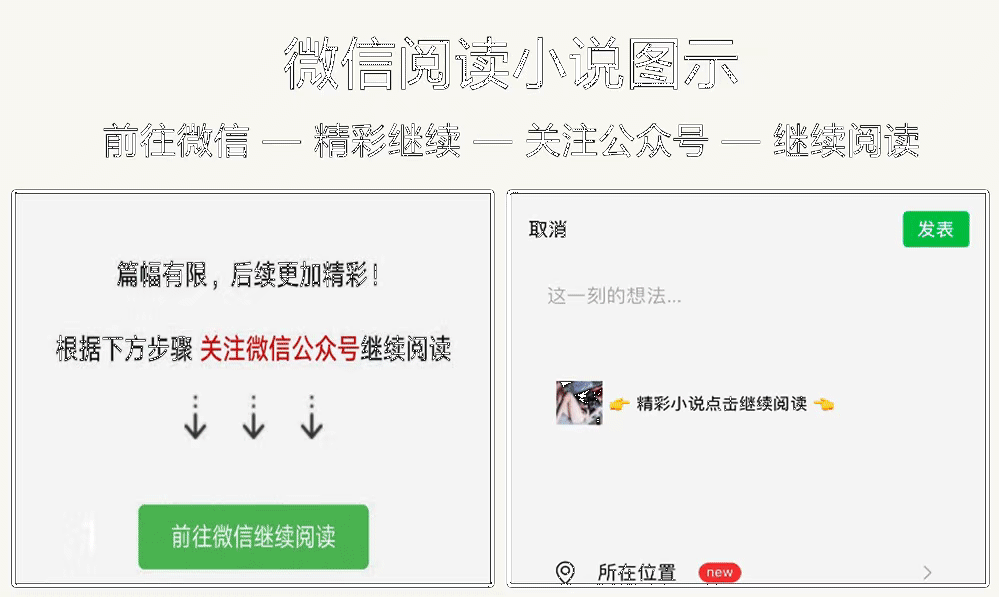 微信阅读小说图示
前往微信 — 精彩继续 — 关注公众号 — 继续阅读
篇幅有限，后续更加精彩！
根据下方步骤 关注微信公众号继续阅读
前往微信继续阅读
取消
发表
这一刻的想法...
👉 精彩小说点击继续阅读 👈
所在位置 new